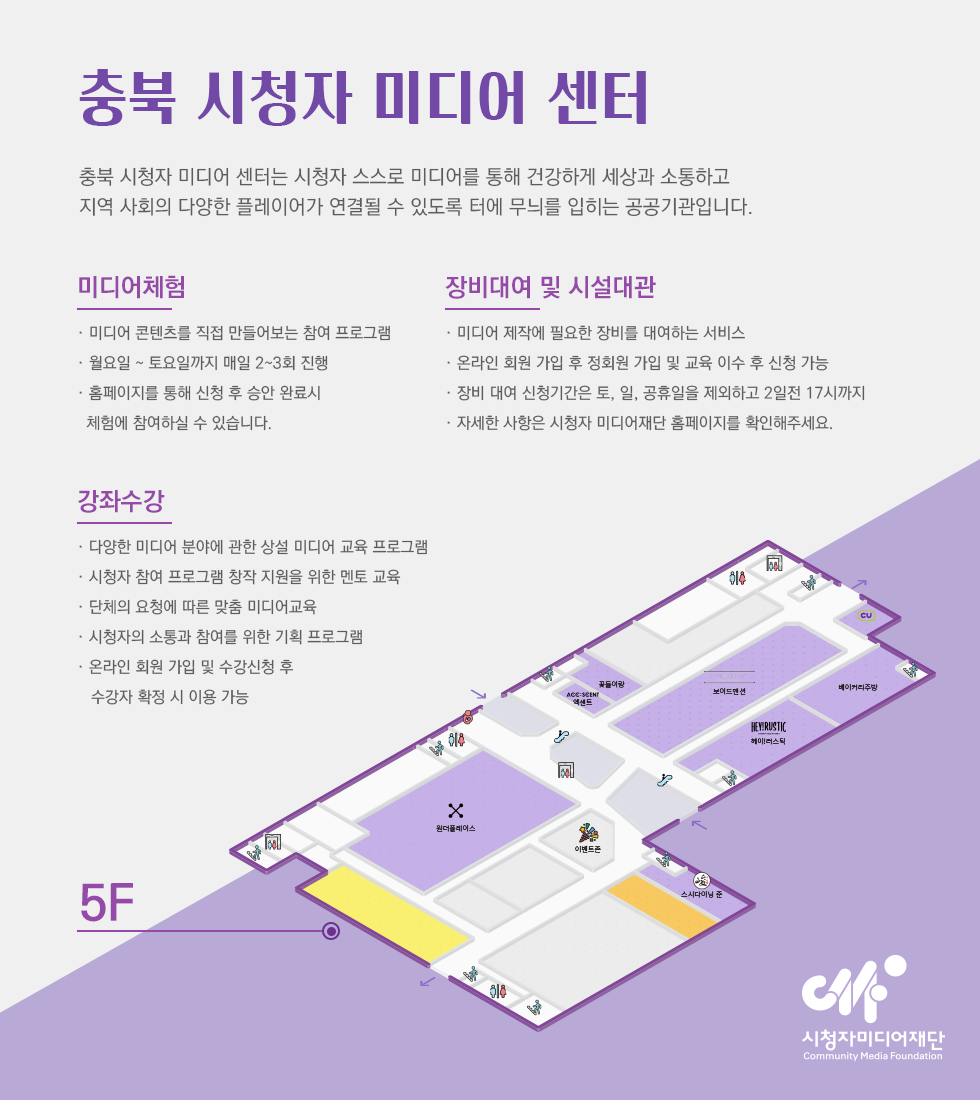 충북 시청자 미디어 센터
충북 시청자 미디어 센터는 시청자 스스로 미디어를 통해 건강하게 세상과 소통하고
지역 사회의 다양한 플레이어가 연결될 수 있도록 터에 무늬를 입히는 공공기관입니다.
미디어체험
· 미디어 콘텐츠를 직접 만들어보는 참여 프로그램
· 월요일 ~ 토요일까지 매일 2~3회 진행
· 홈페이지를 통해 신청 후 승안 완료시
체험에 참여하실 수 있습니다.
장비대여 및 시설대관
· 미디어 제작에 필요한 장비를 대여하는 서비스
· 온라인 회원 가입 후 정회원 가입 및 교육 이수 후 신청 가능
· 장비 대여 신청기간은 토, 일, 공휴일을 제외하고 2일전 17시까지
· 자세한 사항은 시청자 미디어재단 홈페이지를 확인해주세요.
강좌수강
· 다양한 미디어 분야에 관한 상설 미디어 교육 프로그램
· 시청자 참여 프로그램 창작 지원을 위한 멘토 교육
· 단체의 요청에 따른 맞춤 미디어교육
· 시청자의 소통과 참여를 위한 기획 프로그램
· 온라인 회원 가입 및 수강신청 후
수강자 확정 시 이용 가능
CU
꽃들이랑
ACE:SCENT
엑센트
보이드맨션
베이커리주방
HEY!RUSTIC
헤이!러스틱
원더플레이스
이벤트존
스시다이닝 준
5F
시청자미디어재단
Community Media Foundation